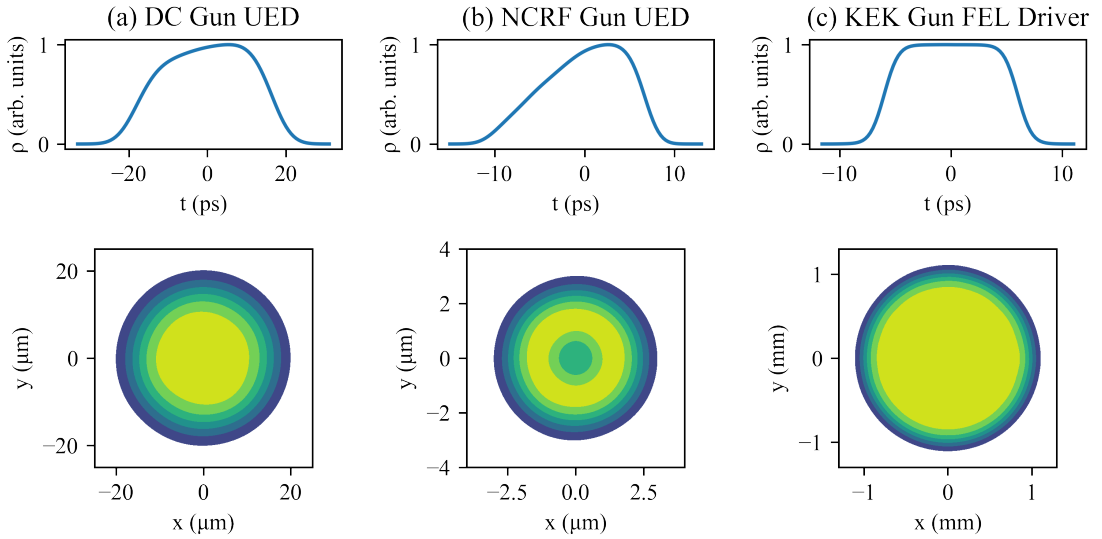 (a) DC Gun UED
(b) NCRF Gun UED
(c) KEK Gun FEL Driver
ρ (arb. units)
1
0
−20
0
20
t (ps)
ρ (arb. units)
1
0
−10
0
10
t (ps)
ρ (arb. units)
1
0
−10
0
10
t (ps)
y (μm)
20
0
−20
−20
0
20
x (μm)
y (μm)
4
2
0
−2
−4
−2.5
0.0
2.5
x (μm)
y (mm)
1
0
−1
−1
0
1
x (mm)